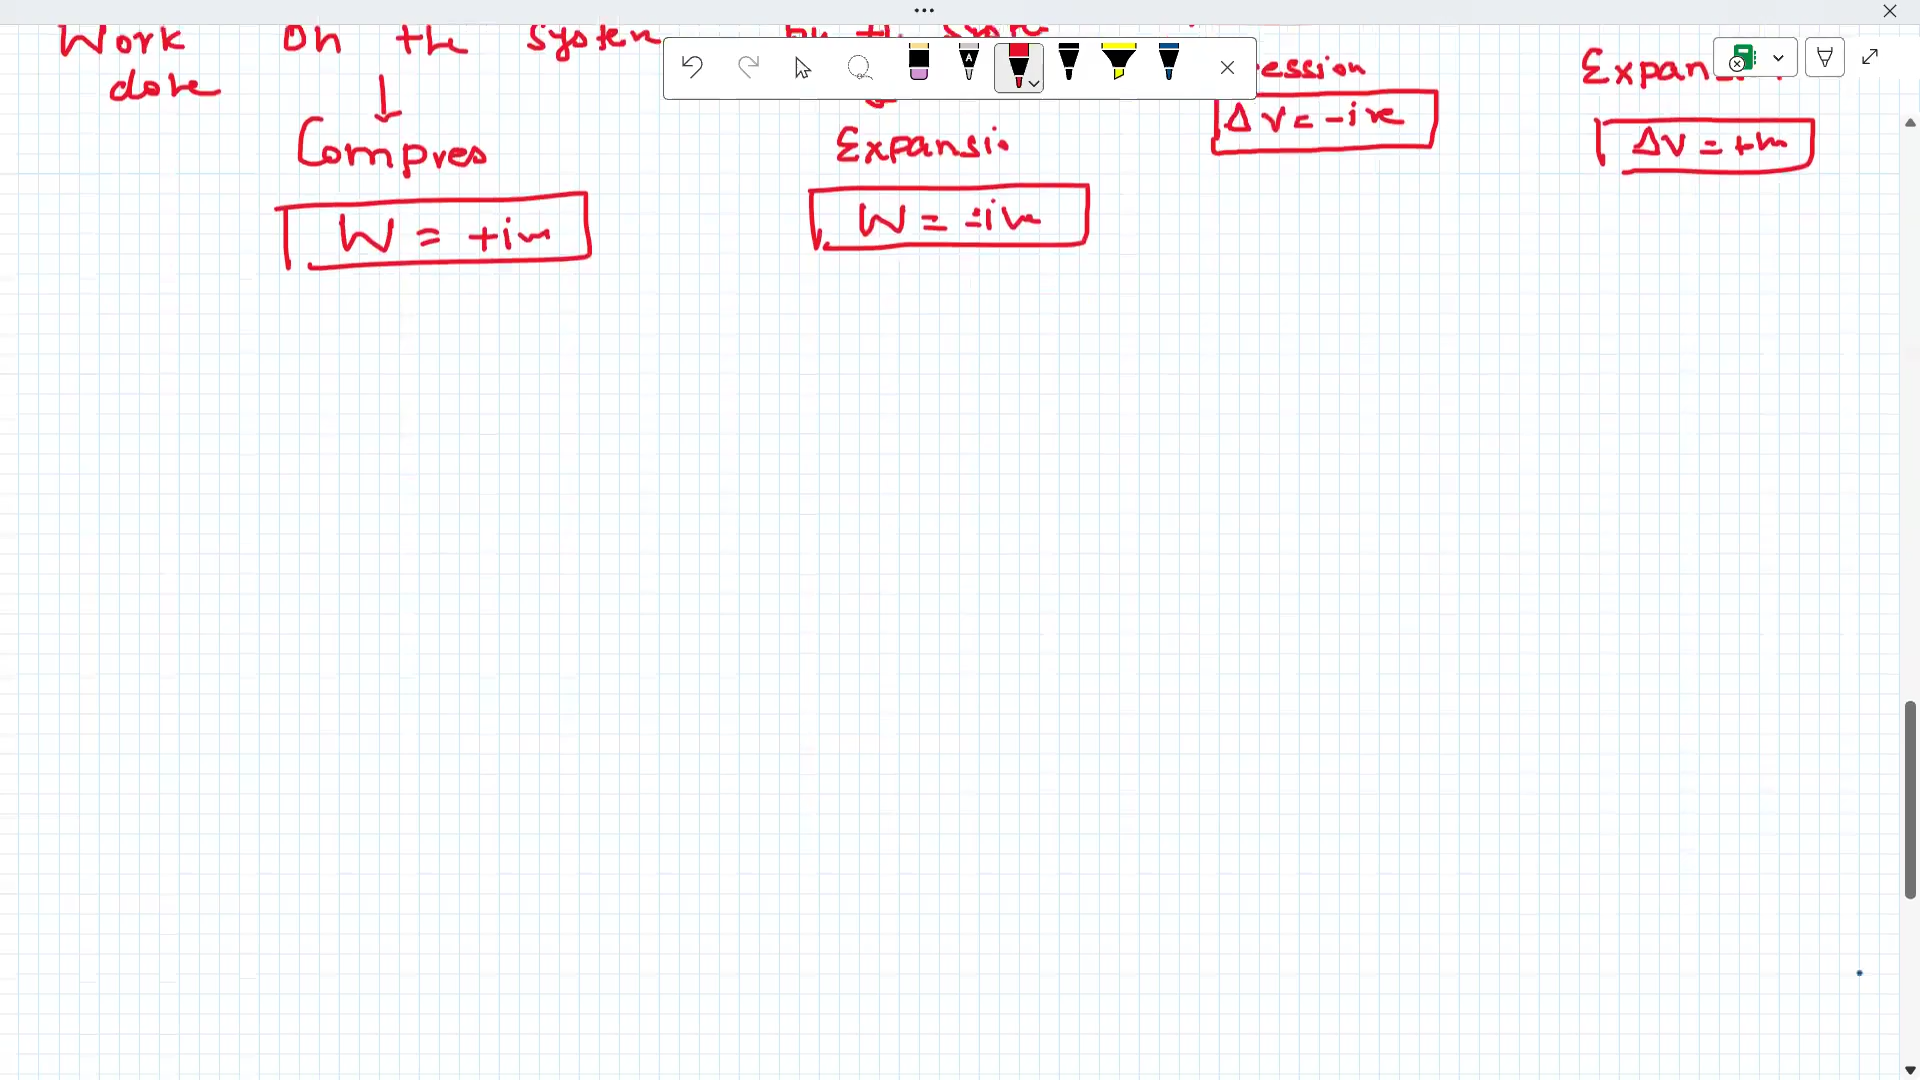 Work on the system
done
Compres
W = +ive
Expansio
W = -ive
ession
ΔV = -ive
Expan
ΔV = +ve